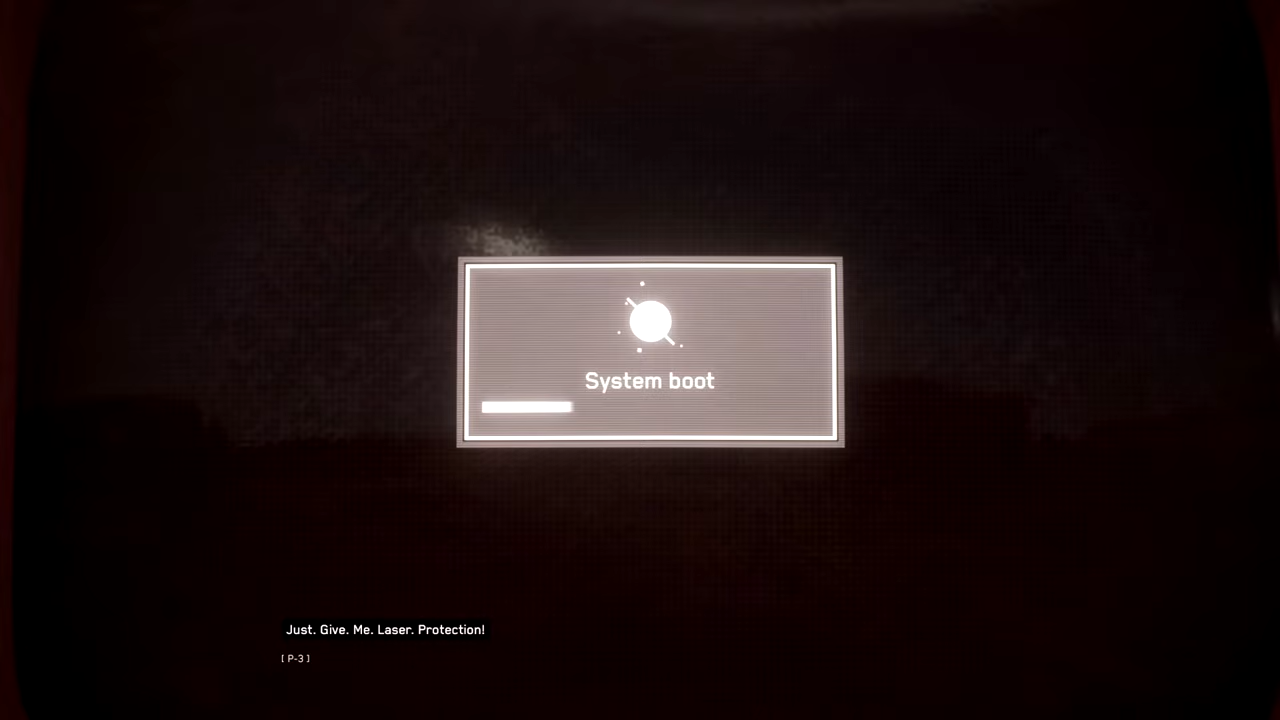 System boot
Just. Give. Me. Laser. Protection!
[ P-3 ]